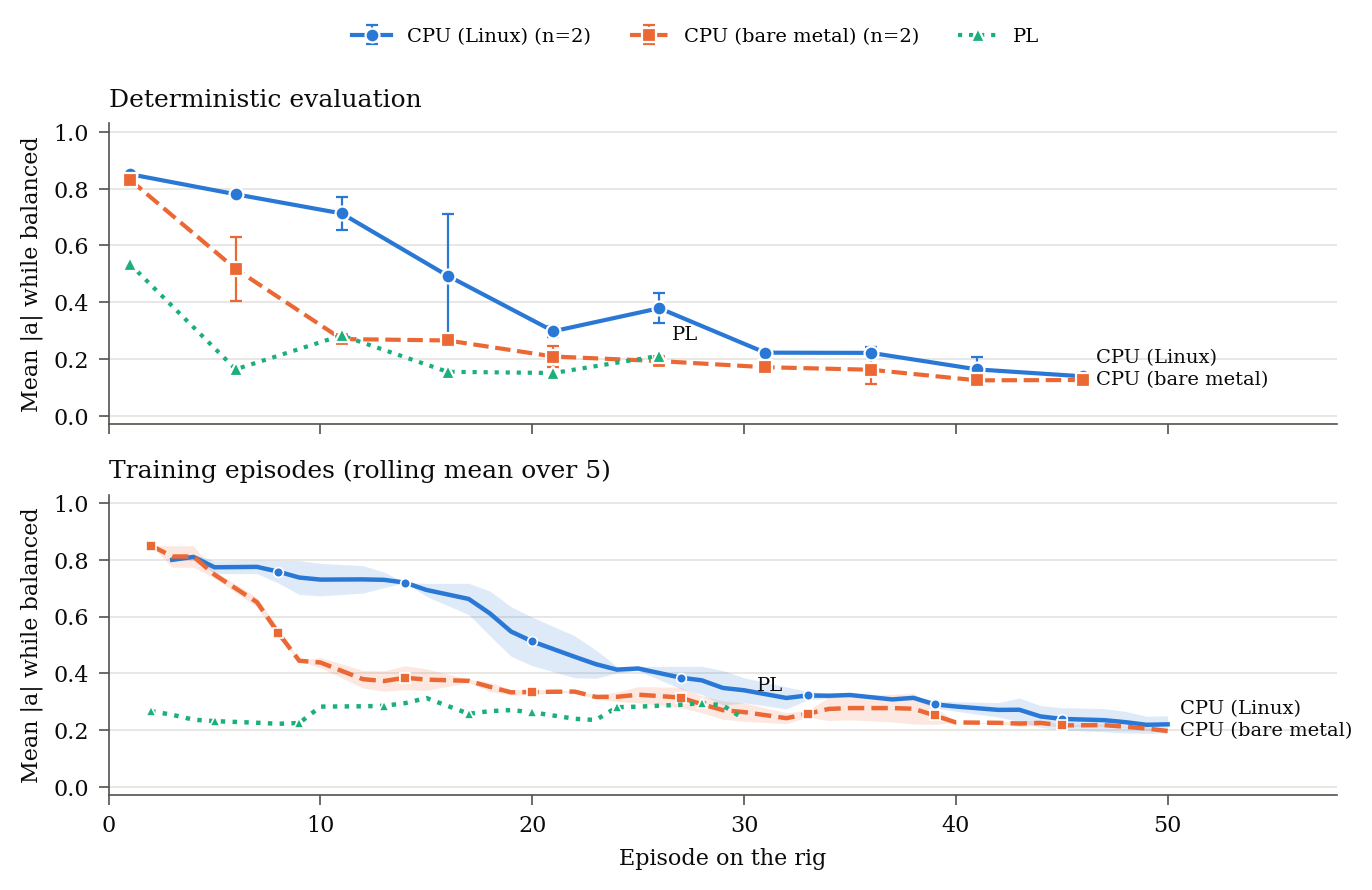 CPU (Linux) (n=2) CPU (bare metal) (n=2) PL
Deterministic evaluation
Mean |a| while balanced
1.0
0.8
0.6
0.4
0.2
0.0
PL
CPU (Linux)
CPU (bare metal)
Training episodes (rolling mean over 5)
Mean |a| while balanced
1.0
0.8
0.6
0.4
0.2
0.0
PL
CPU (Linux)
CPU (bare metal)
0 10 20 30 40 50
Episode on the rig